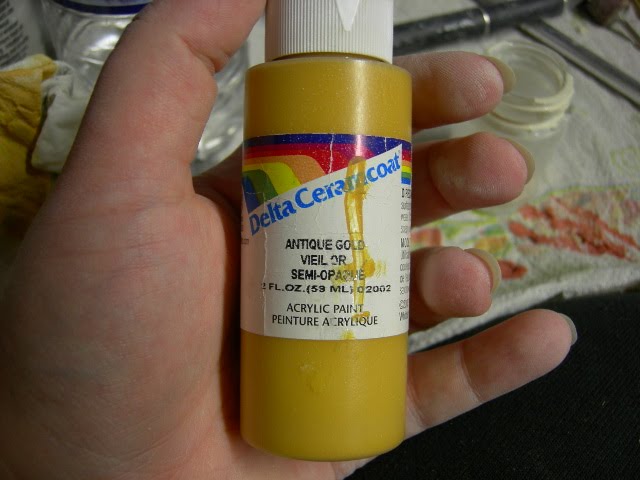 Delta Ceramcoat
ANTIQUE GOLD
VIEIL OR
SEMI-OPAQUE
2 FL.OZ.(59 ML) 02002
ACRYLIC PAINT
PEINTURE ACRYLIQUE